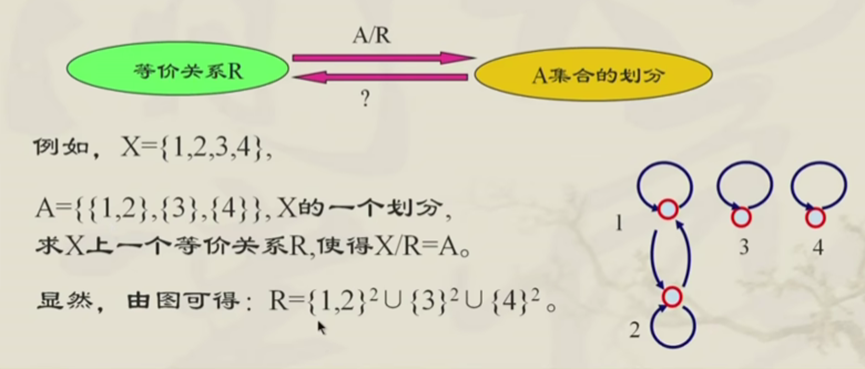 A/R
等价关系R
A集合的划分
?
例如，X={1,2,3,4},
A={{1,2},{3},{4}}, X的一个划分,
求X上一个等价关系R,使得X/R=A。
显然，由图可得：R={1,2}²∪{3}²∪{4}²。
1
3
4
2